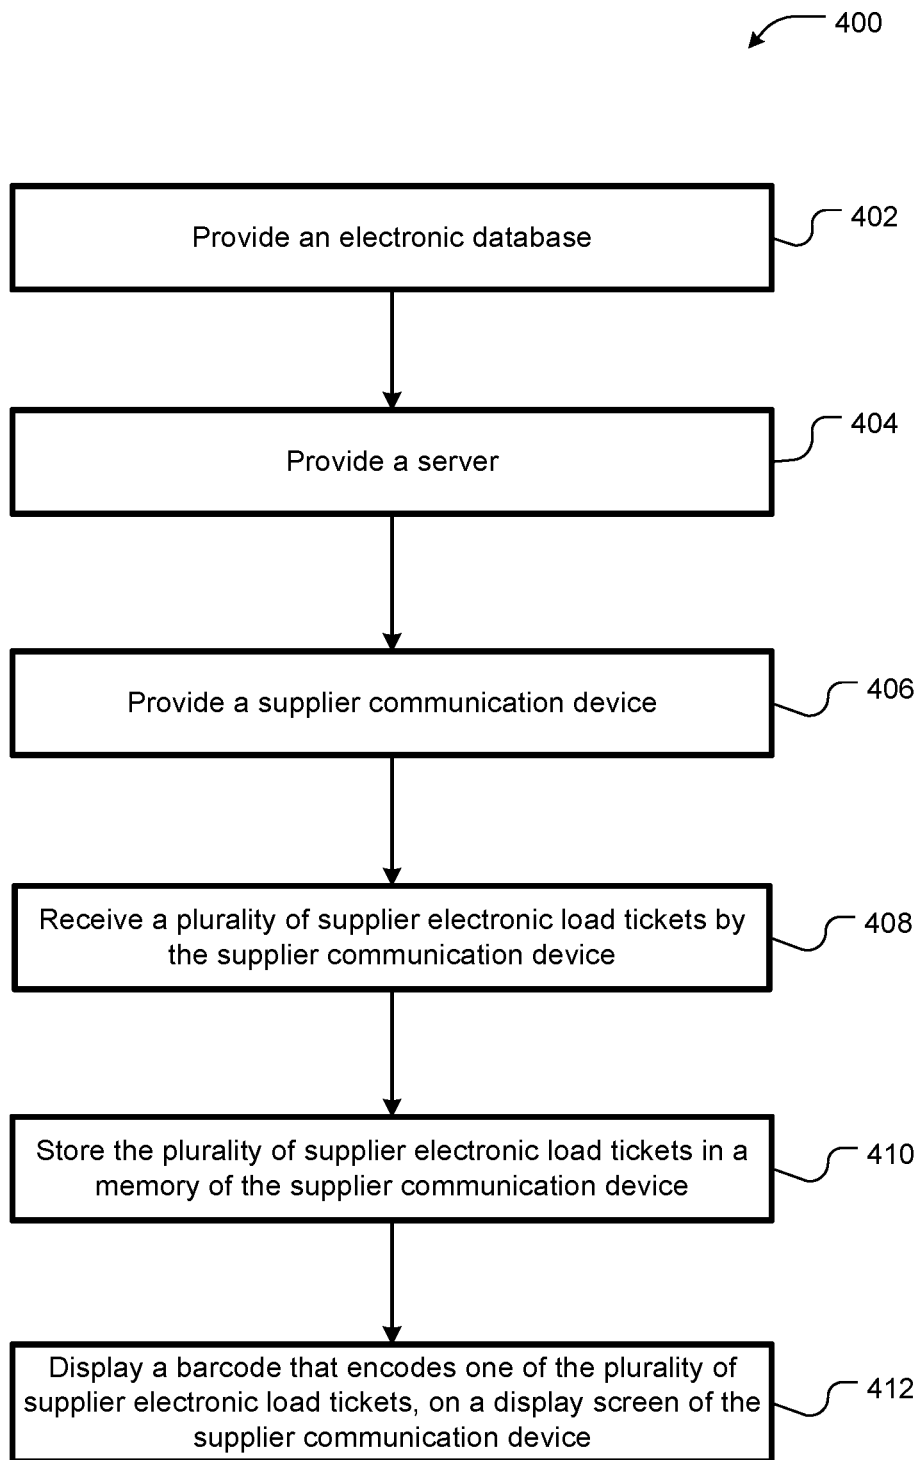 400
Provide an electronic database
402
Provide a server
404
Provide a supplier communication device
406
Receive a plurality of supplier electronic load tickets by
the supplier communication device
408
Store the plurality of supplier electronic load tickets in a
memory of the supplier communication device
410
Display a barcode that encodes one of the plurality of
supplier electronic load tickets, on a display screen of the
supplier communication device
412